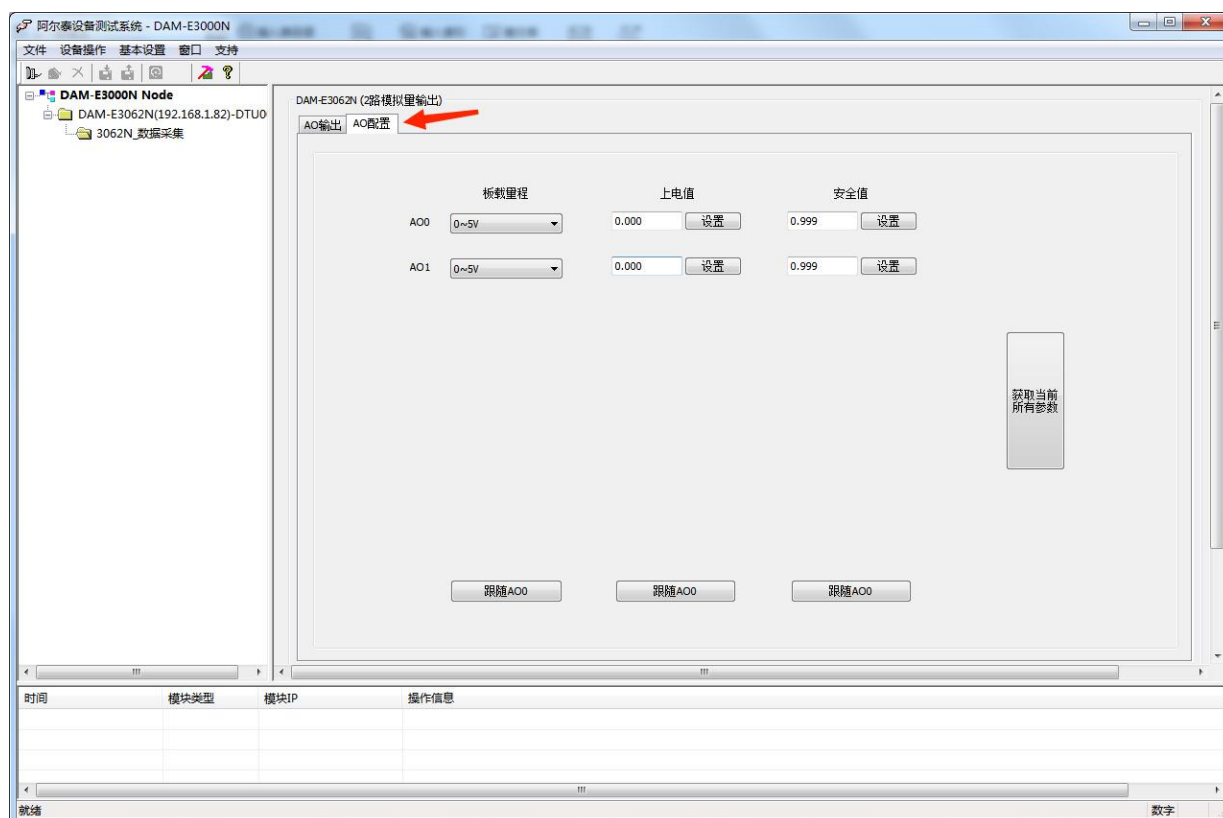 阿尔泰设备测试系统 - DAM-E3000N
文件 设备操作 基本设置 窗口 支持
DAM-E3000N Node
DAM-E3062N(192.168.1.82)-DTU0
3062N_数据采集
DAM-E3062N (2路模拟量输出)
AO输出 AO配置
板载量程 上电值 安全值
AO0 0~5V 0.000 设置 0.999 设置
AO1 0~5V 0.000 设置 0.999 设置
获取当前
所有参数
跟随AO0 跟随AO0 跟随AO0
时间 模块类型 模块IP 操作信息
就绪 数字